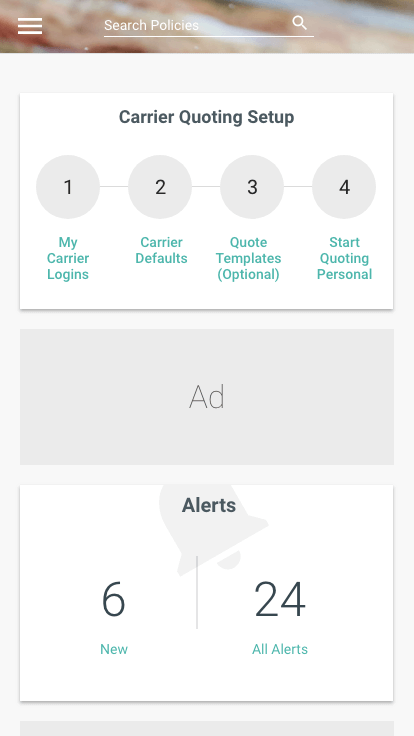 Search Policies
Carrier Quoting Setup
1 2 3 4
My Carrier Quote Start
Carrier Defaults Templates Quoting
Logins (Optional) Personal
Ad
Alerts
6 24
New All Alerts